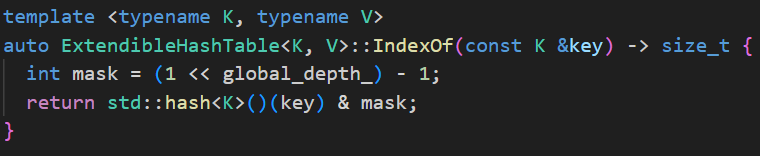 template <typename K, typename V>
auto ExtendibleHashTable<K, V>::IndexOf(const K &key) -> size_t {
  int mask = (1 << global_depth_) - 1;
  return std::hash<K>()(key) & mask;
}